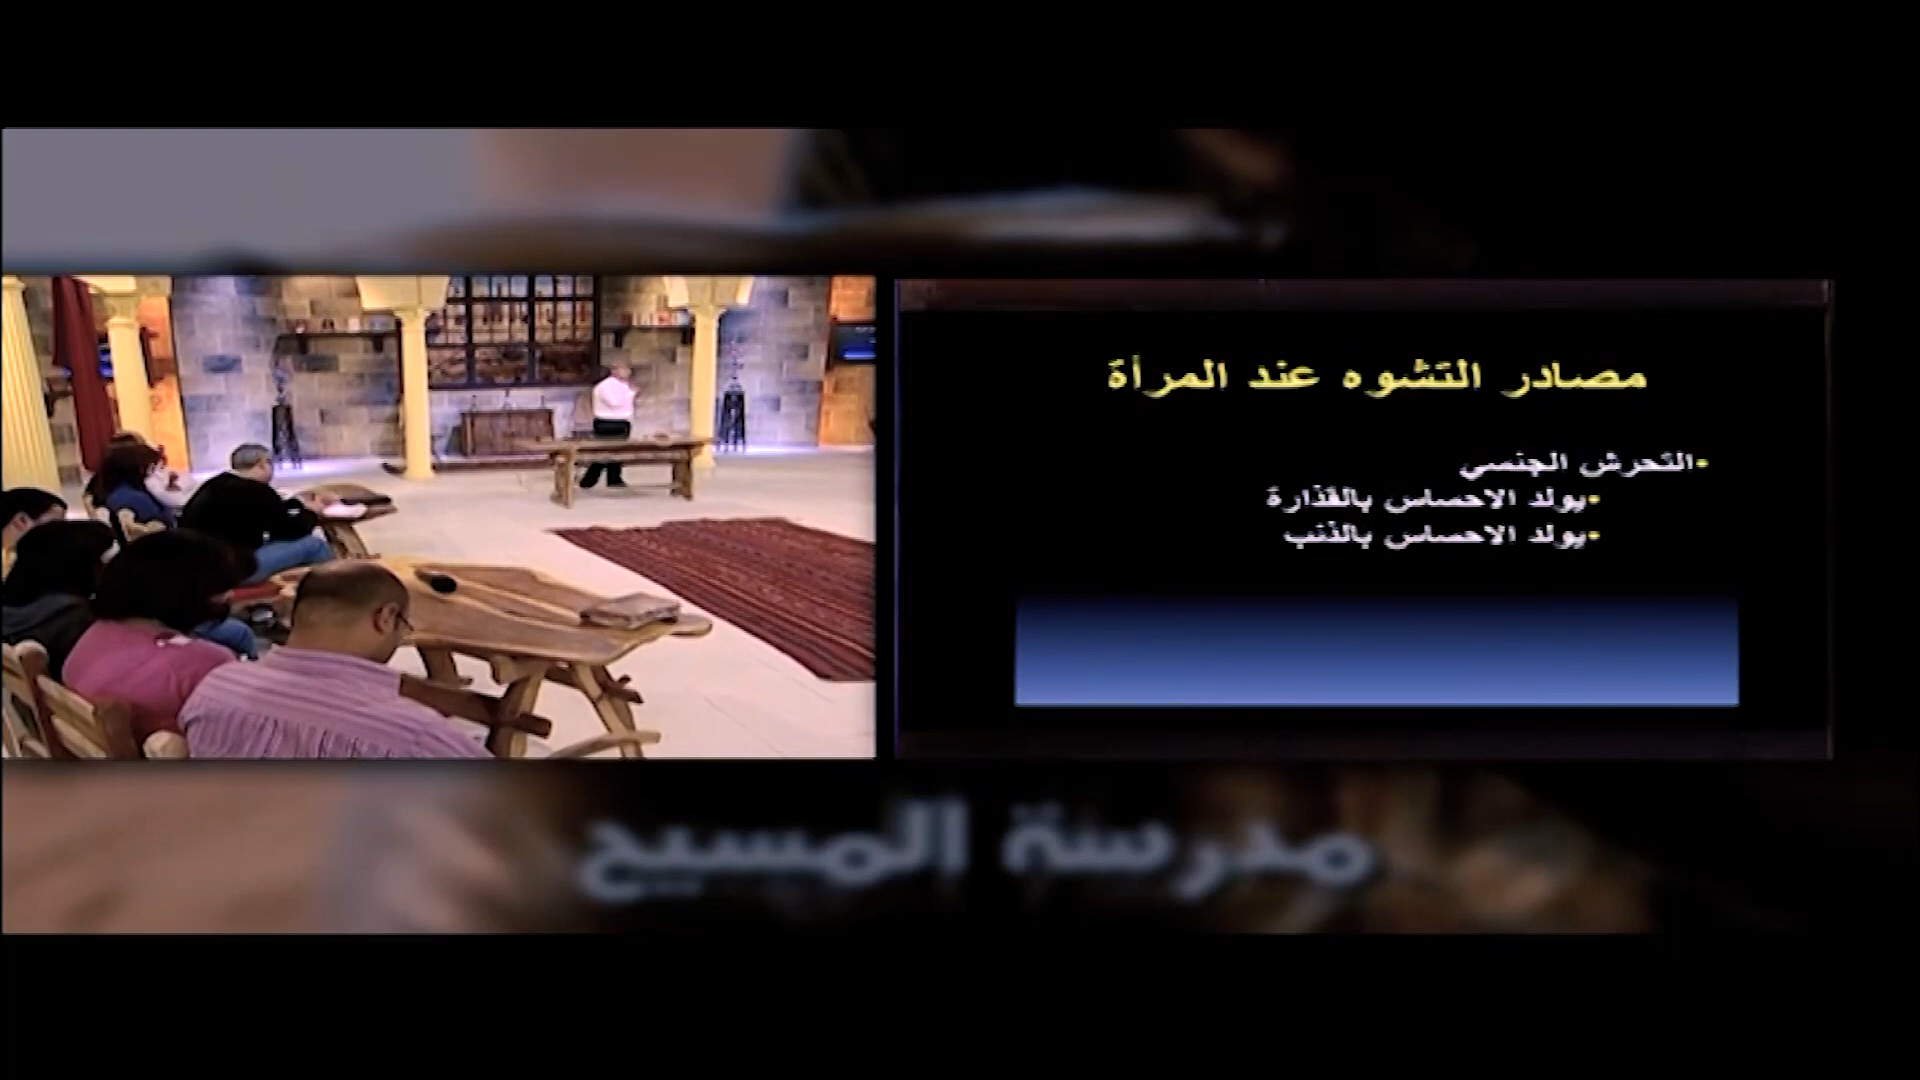 مصادر التشوه عند المرأة
•التحرش الجنسي
•يولد الاحساس بالقذارة
•يولد الاحساس بالذنب
مدرسة المسيح